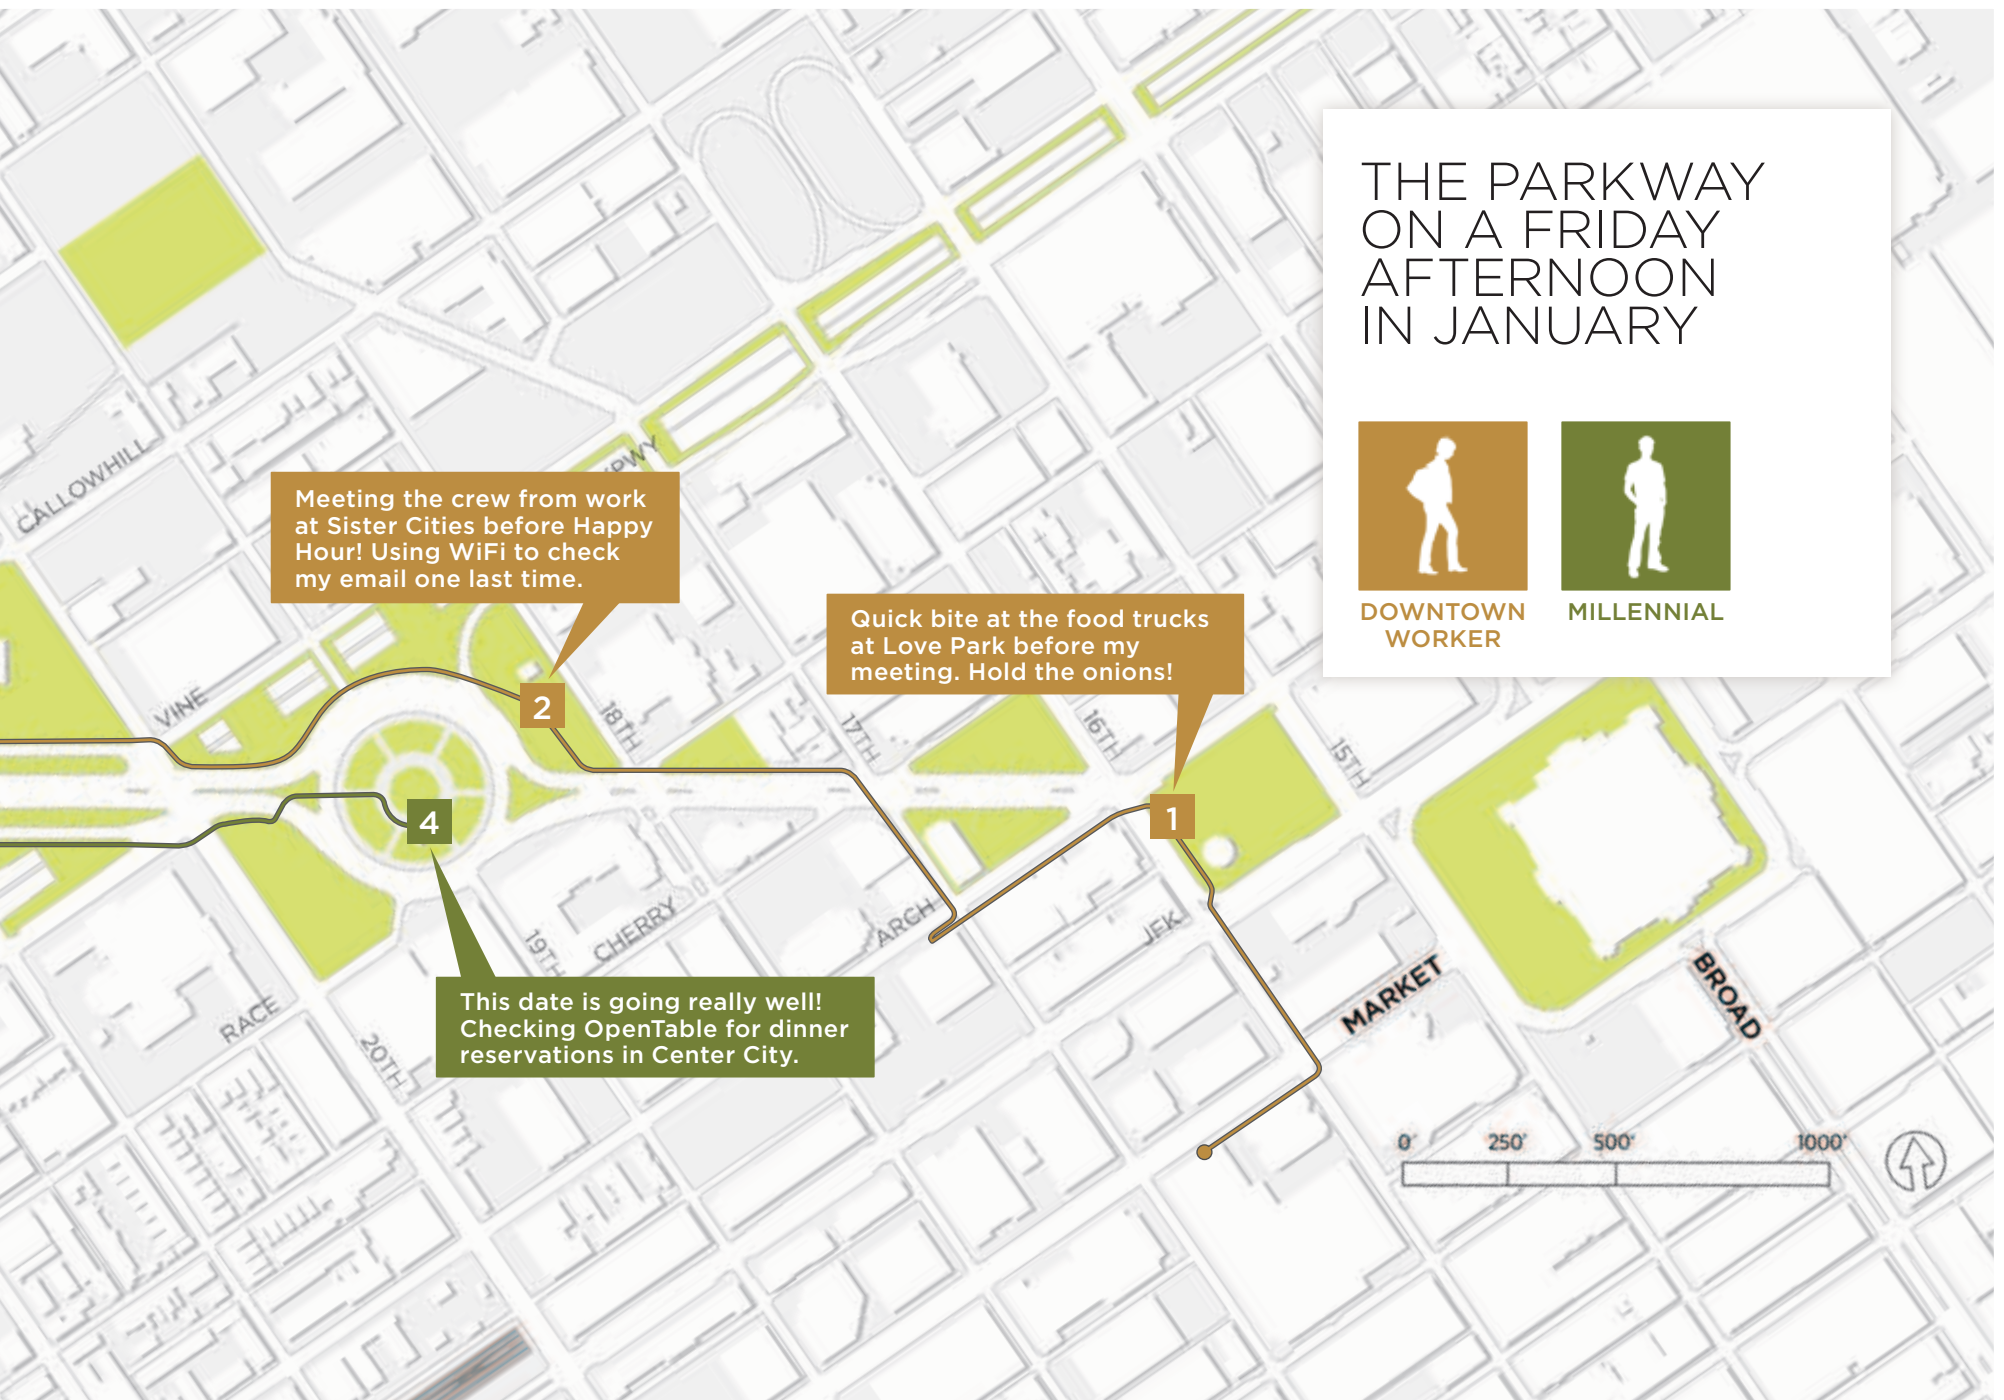 THE PARKWAY
ON A FRIDAY
AFTERNOON
IN JANUARY
DOWNTOWN
WORKER
MILLENNIAL
CALLOWHILL
PKWY
Meeting the crew from work
at Sister Cities before Happy
Hour! Using WiFi to check
my email one last time.
Quick bite at the food trucks
at Love Park before my
meeting. Hold the onions!
VINE
2
18TH
17TH
16TH
15TH
4
1
19TH
CHERRY
ARCH
JFK
MARKET
BROAD
RACE
20TH
This date is going really well!
Checking OpenTable for dinner
reservations in Center City.
0'
250'
500'
1000'